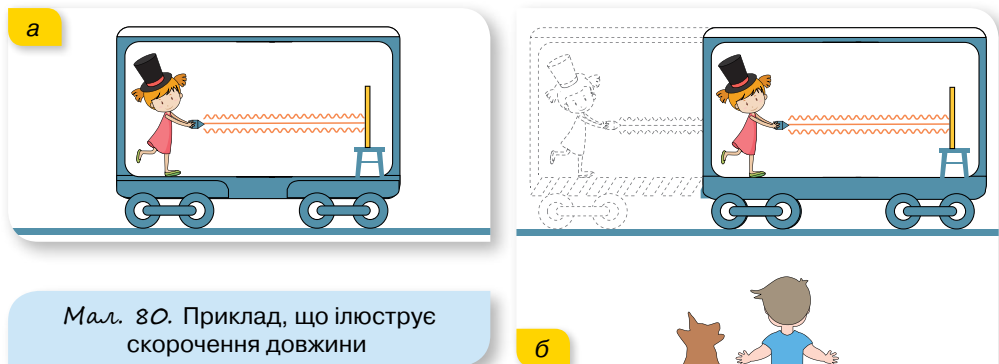 а
Мал. 80. Приклад, що ілюструє
скорочення довжини
б